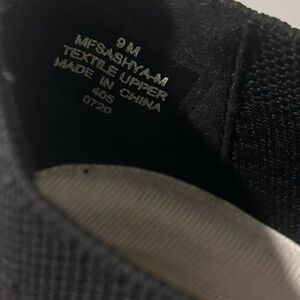 9 M
MFSASHYA-M
TEXTILE UPPER
MADE IN CHINA
405
0720